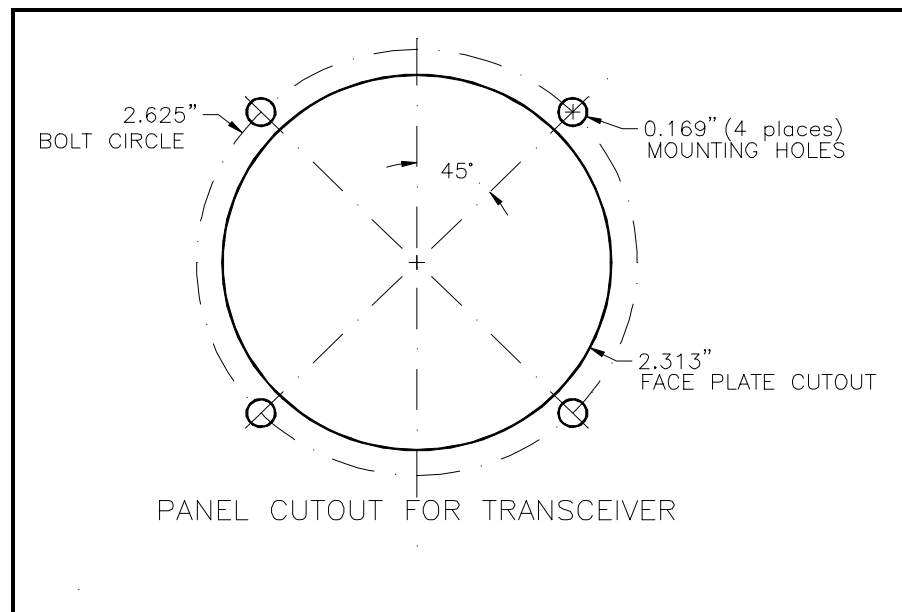 2.625”
BOLT CIRCLE
0.169” (4 places)
MOUNTING HOLES
45°
2.313”
FACE PLATE CUTOUT
PANEL CUTOUT FOR TRANSCEIVER